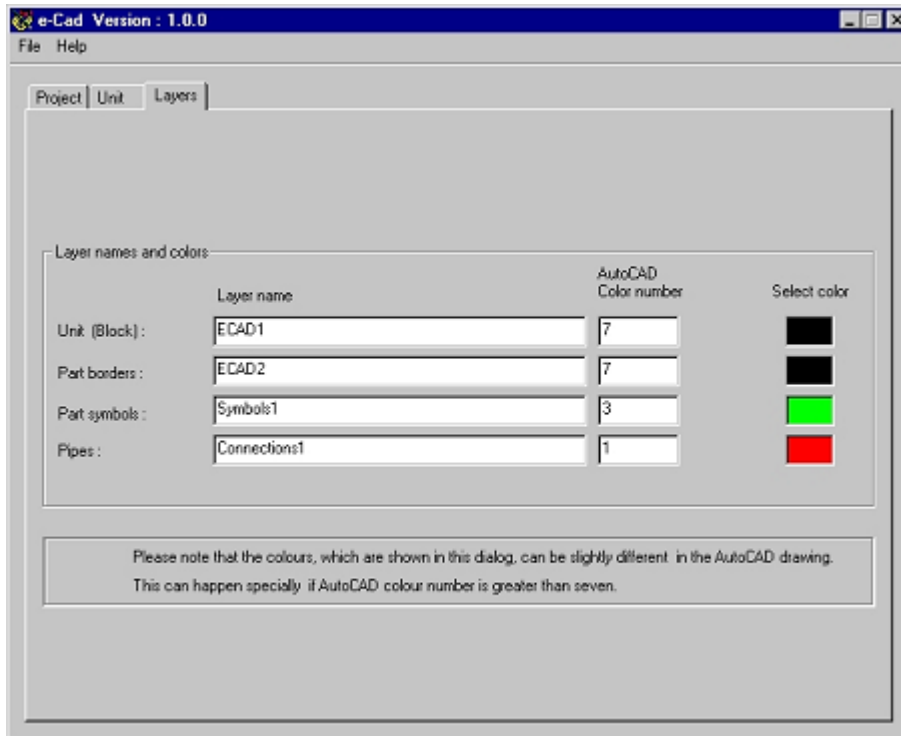 e-Cad Version : 1.0.0
File Help
Project Unit Layers
Layer names and colors
Layer name AutoCAD Color number Select color
Unit (Block) : ECAD1 7
Part borders : ECAD2 7
Part symbols : Symbols1 3
Pipes : Connections1 1
Please note that the colours, which are shown in this dialog, can be slightly different in the AutoCAD drawing.
This can happen specially if AutoCAD colour number is greater than seven.